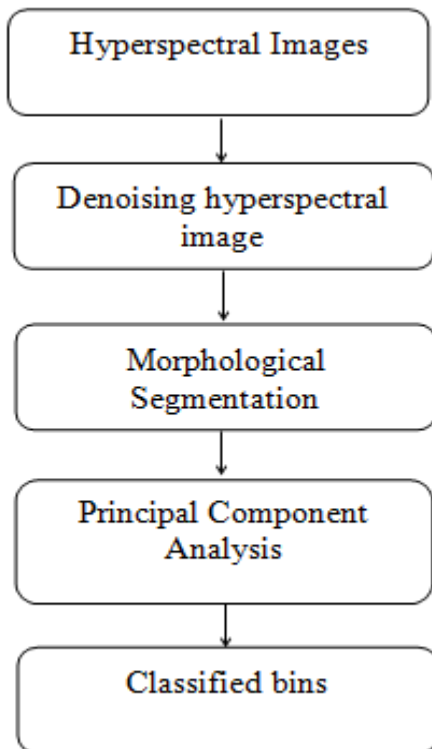 Hyperspectral Images
Denoising hyperspectral
image
Morphological
Segmentation
Principal Component
Analysis
Classified bins